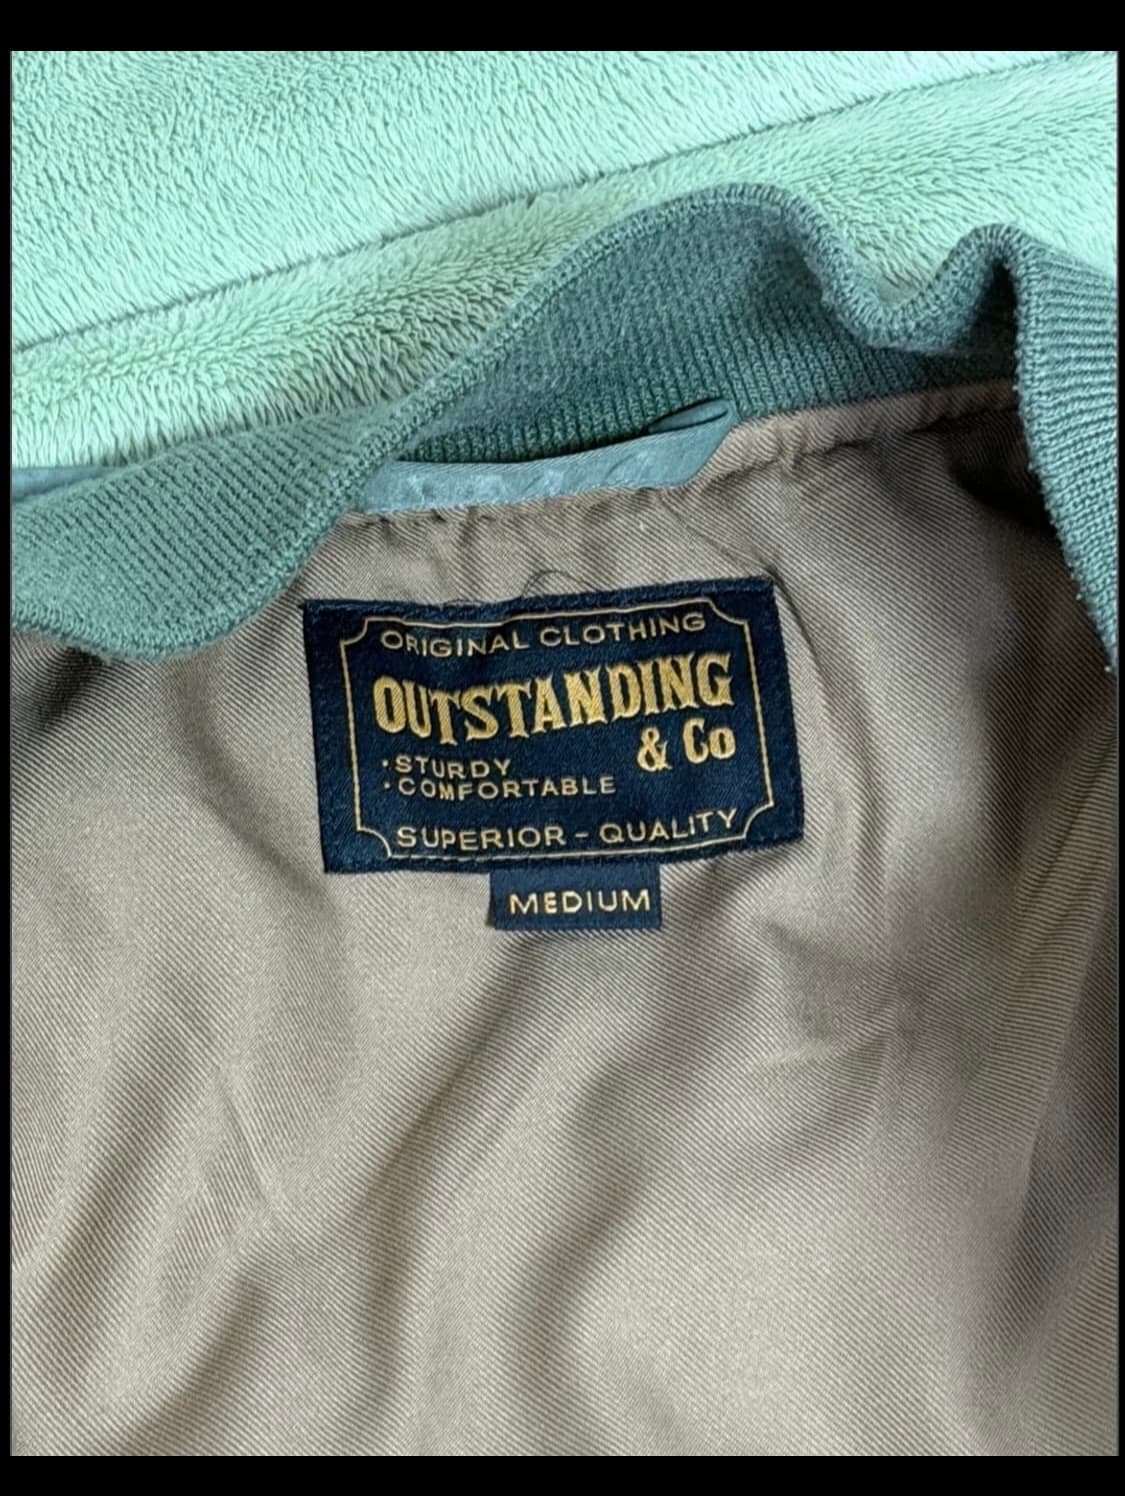 ORIGINAL CLOTHING
OUTSTANDING
& Co
·STURDY
·COMFORTABLE
SUPERIOR - QUALITY
MEDIUM